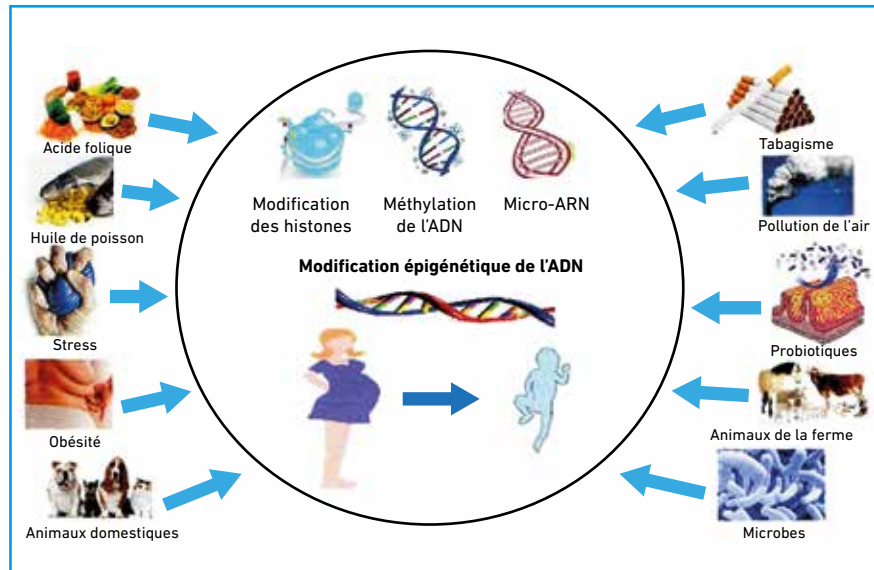 Acide folique
Huile de poisson
Stress
Obésité
Animaux domestiques
Modification
des histones
Méthylation
de l'ADN
Micro-ARN
Modification épigénétique de l'ADN
Tabagisme
Pollution de l'air
Probiotiques
Animaux de la ferme
Microbes